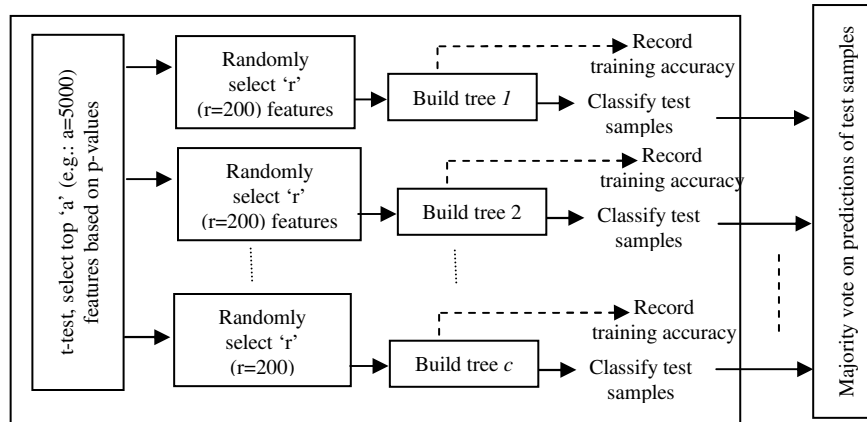 t-test, select top ‘a’ (e.g.: a=5000)
features based on p-values
Randomly
select ‘r’
(r=200) features
Build tree 1
Record
training accuracy
Classify test
samples
Randomly
select ‘r’
(r=200) features
Build tree 2
Record
training accuracy
Classify test
samples
Randomly
select ‘r’
(r=200)
Build tree c
Record
training accuracy
Classify test
samples
Majority vote on predictions of test samples